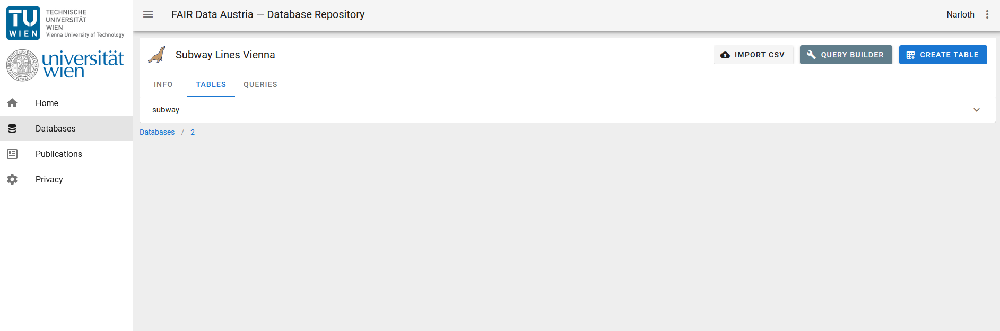 TU
WIEN
TECHNISCHE
UNIVERSITÄT
WIEN
Vienna University of Technology
universität
wien
Home
Databases
Publications
Privacy
FAIR Data Austria — Database Repository
Narloth
Subway Lines Vienna
IMPORT CSV
QUERY BUILDER
CREATE TABLE
INFO
TABLES
QUERIES
subway
Databases / 2